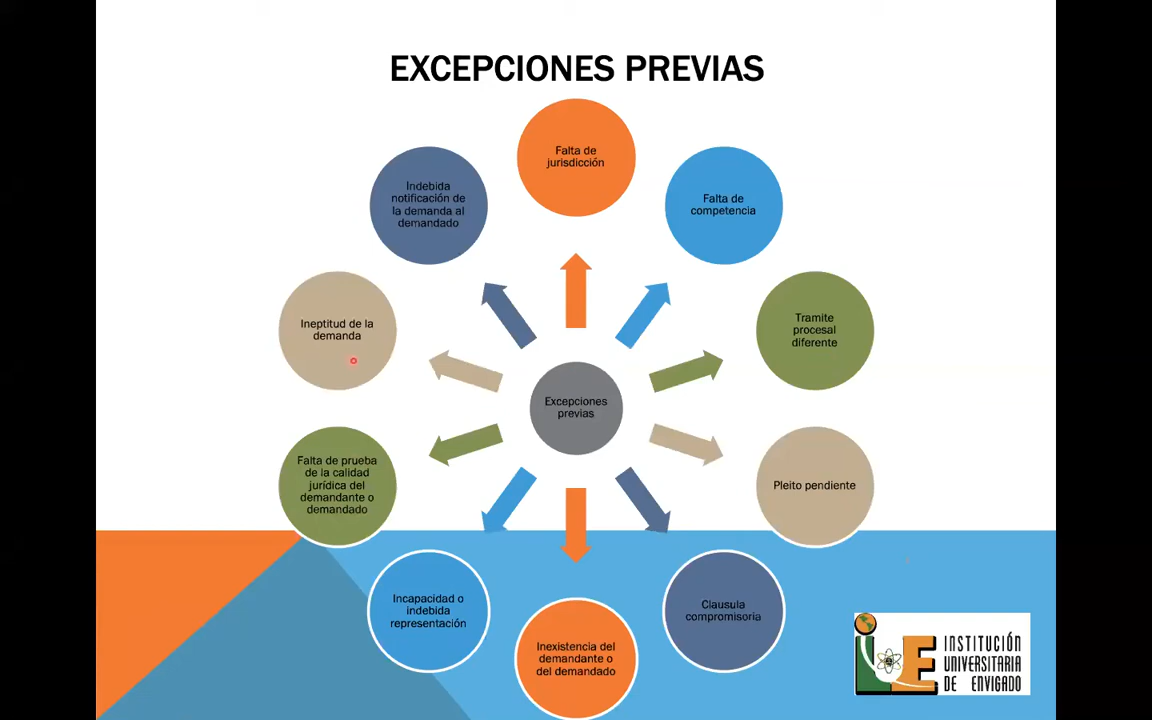 EXCEPCIONES PREVIAS
Falta de
jurisdicción
Falta de
competencia
Tramite
procesal
diferente
Pleito pendiente
Clausula
compromisoria
Inexistencia del
demandante o
del demandado
Incapacidad o
indebida
representación
Falta de prueba
de la calidad
jurídica del
demandante o
demandado
Ineptitud de la
demanda
Indebida
notificación de
la demanda al
demandado
Excepciones
previas
INSTITUCIÓN
UNIVERSITARIA
DE ENVIGADO